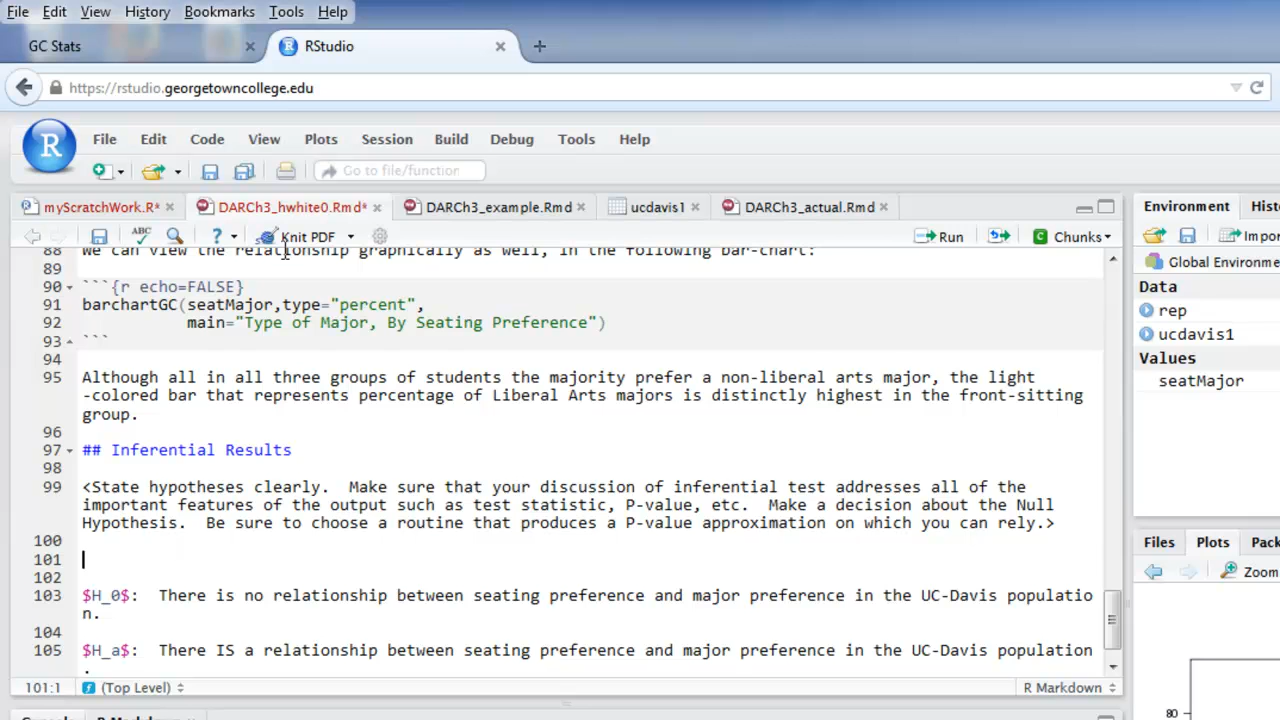 File Edit View History Bookmarks Tools Help
GC Stats × RStudio × +
https://rstudio.georgetowncollege.edu
R File Edit Code View Plots Session Build Debug Tools Help
Go to file/function
myScratchWork.R* × DARCh3_hwhite0.Rmd* × DARCh3_example.Rmd × ucdavis1 × DARCh3_actual.Rmd × Environment
ABC ? Knit PDF Run Chunks
88 We can view the relationship graphically as well, in the following bar-chart:
Global Environme
89
Data
90 ```{r echo=FALSE}
91 barchartGC(seatMajor,type="percent",
rep
92 main="Type of Major, By Seating Preference")
ucdavis1
93 ```
Values
94
95 Although all in all three groups of students the majority prefer a non-liberal arts major, the light
seatMajor
-colored bar that represents percentage of Liberal Arts majors is distinctly highest in the front-sitting
group.
96
97 ## Inferential Results
98
99 <State hypotheses clearly. Make sure that your discussion of inferential test addresses all of the
important features of the output such as test statistic, P-value, etc. Make a decision about the Null
Hypothesis. Be sure to choose a routine that produces a P-value approximation on which you can rely.>
100
Files Plots Pack
101
Zoom
102
103 $H_0$: There is no relationship between seating preference and major preference in the UC-Davis populatio
n.
104
105 $H_a$: There IS a relationship between seating preference and major preference in the UC-Davis population
.
101:1 (Top Level) R Markdown
80